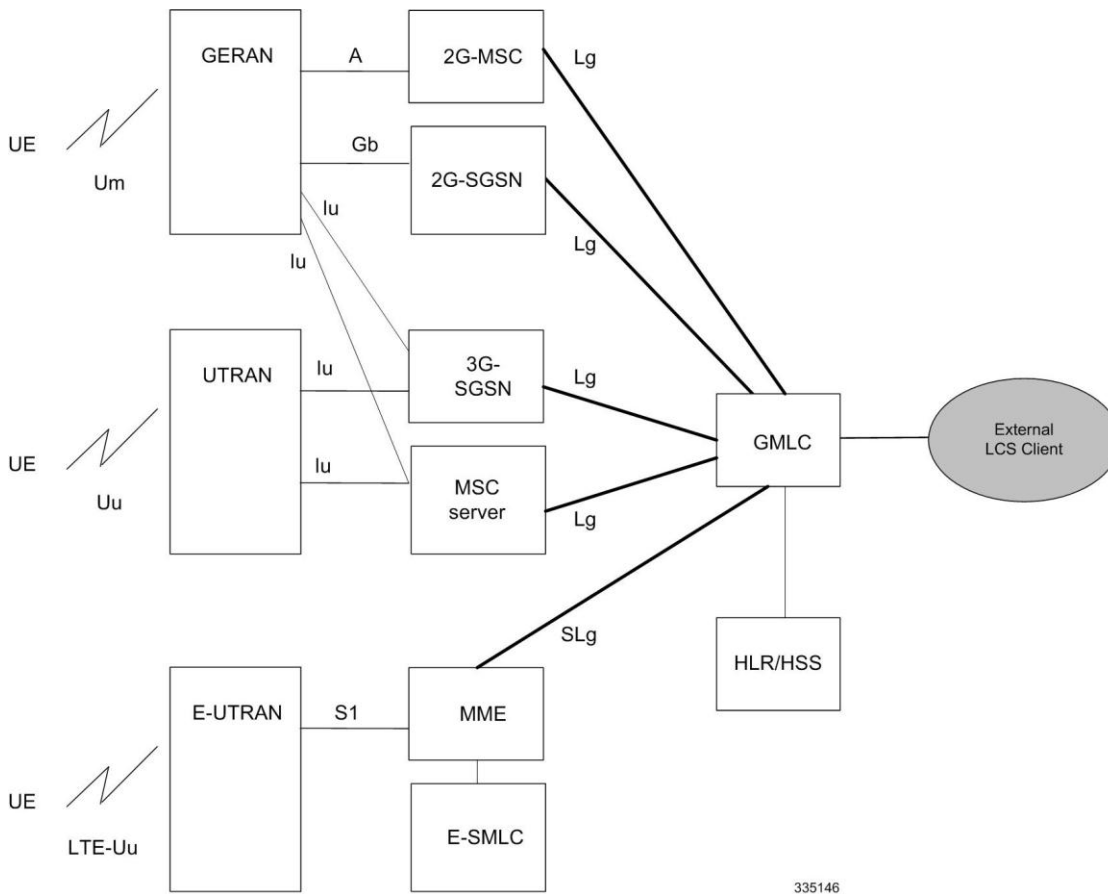 GERAN
A
2G-MSC
Lg
UE
Um
Gb
2G-SGSN
Lg
Iu
Iu
UTRAN
Iu
3G-
SGSN
Lg
GMLC
External
LCS Client
UE
Uu
Iu
MSC
server
Lg
SLg
HLR/HSS
E-UTRAN
S1
MME
UE
LTE-Uu
E-SMLC
335146